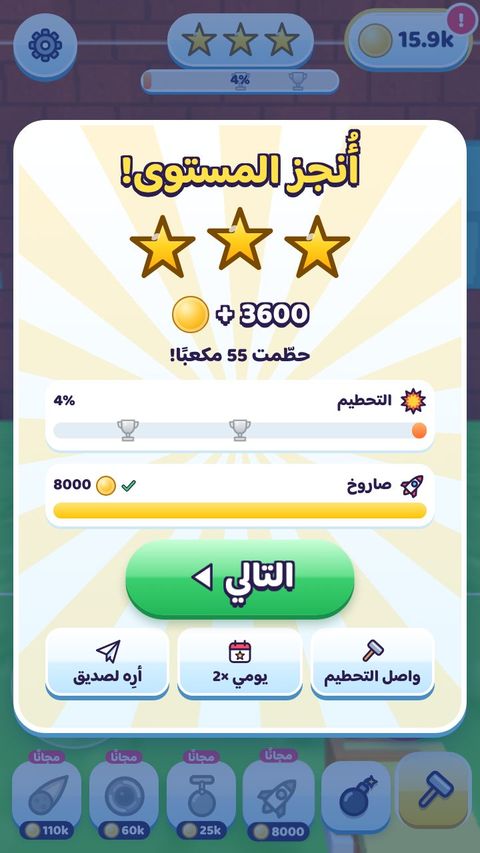 15.9k
!
4%
أُنجز المستوى!
+ 3600
حطّمت 55 مكعبًا!
التحطيم
4%
صاروخ
8000
التالي
واصل التحطيم
يومي ×2
أرِه لصديق
مجانًا
مجانًا
مجانًا
مجانًا
8000
25k
60k
110k